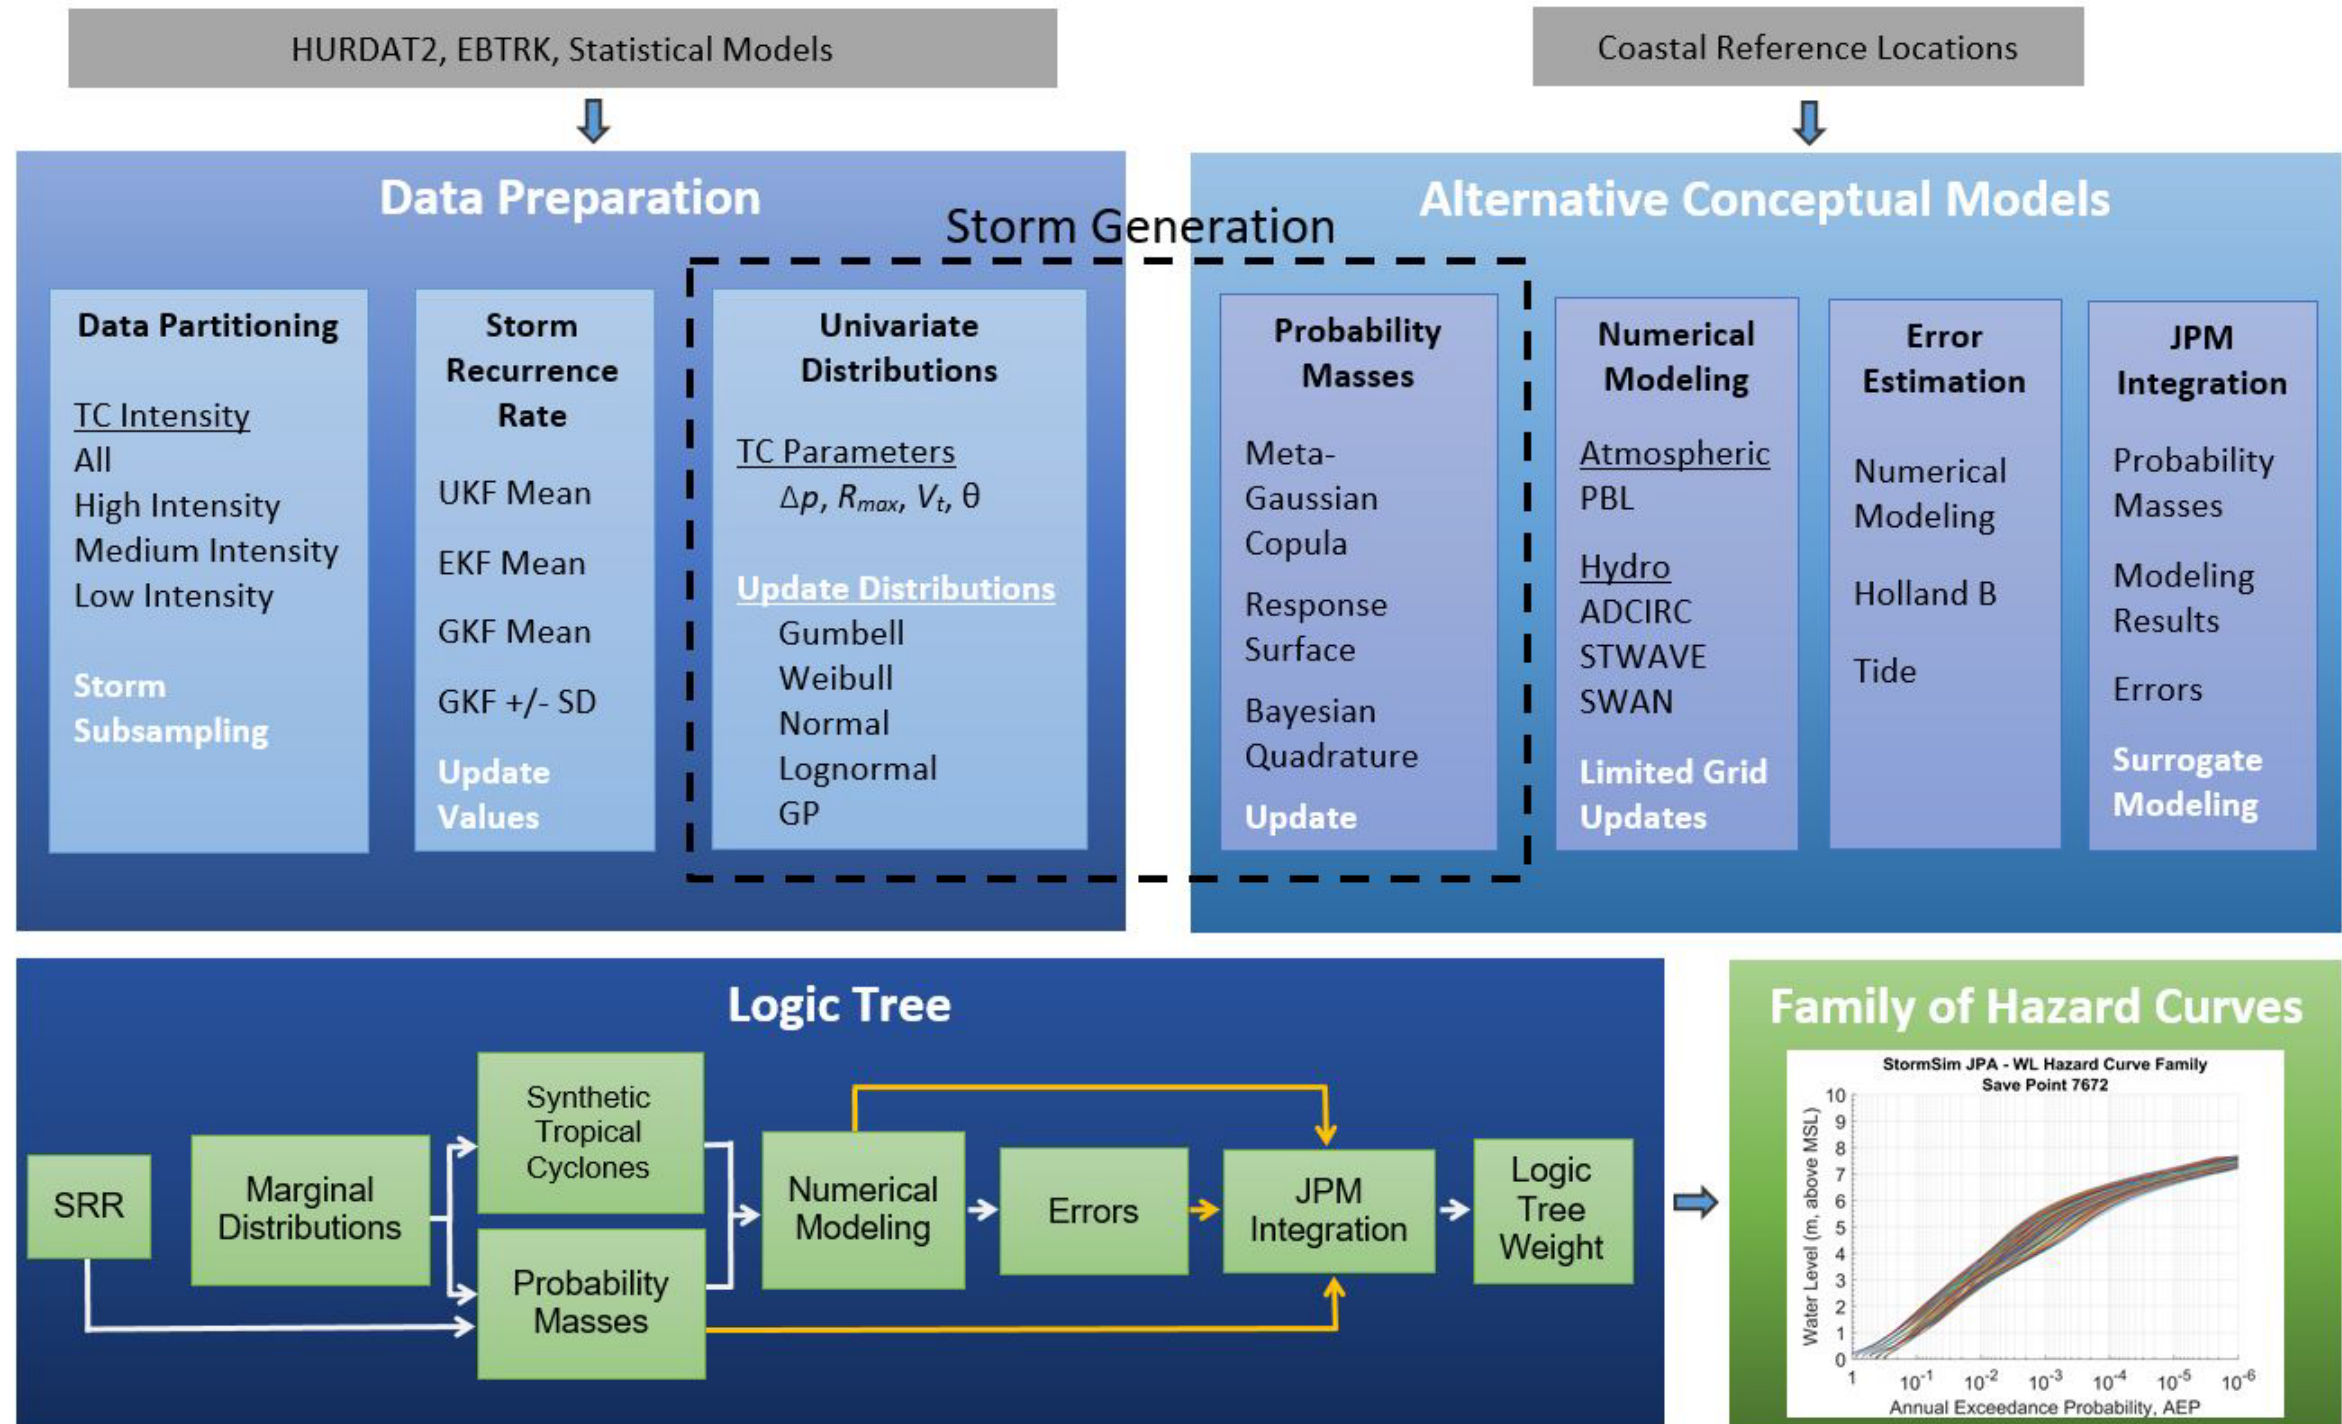 HURDAT2, EBTRK, Statistical Models
Coastal Reference Locations
Data Preparation
Storm Generation
Alternative Conceptual Models
Data Partitioning
TC Intensity
All
High Intensity
Medium Intensity
Low Intensity
Storm
Subsampling
Storm
Recurrence
Rate
UKF Mean
EKF Mean
GKF Mean
GKF +/- SD
Update
Values
Univariate
Distributions
TC Parameters
Δp, Rmax, Vt, θ
Update Distributions
Gumbell
Weibull
Normal
Lognormal
GP
Probability
Masses
Meta-
Gaussian
Copula
Response
Surface
Bayesian
Quadrature
Update
Numerical
Modeling
Atmospheric
PBL
Hydro
ADCIRC
STWAVE
SWAN
Limited Grid
Updates
Error
Estimation
Numerical
Modeling
Holland B
Tide
JPM
Integration
Probability
Masses
Modeling
Results
Errors
Surrogate
Modeling
Logic Tree
SRR
Marginal
Distributions
Synthetic
Tropical
Cyclones
Probability
Masses
Numerical
Modeling
Errors
JPM
Integration
Logic
Tree
Weight
Family of Hazard Curves
StormSim JPA - WL Hazard Curve Family
Save Point 7672
Water Level (m, above MSL)
10
9
8
7
6
5
4
3
2
1
0
1 10-1 10-2 10-3 10-4 10-5 10-6
Annual Exceedance Probability, AEP